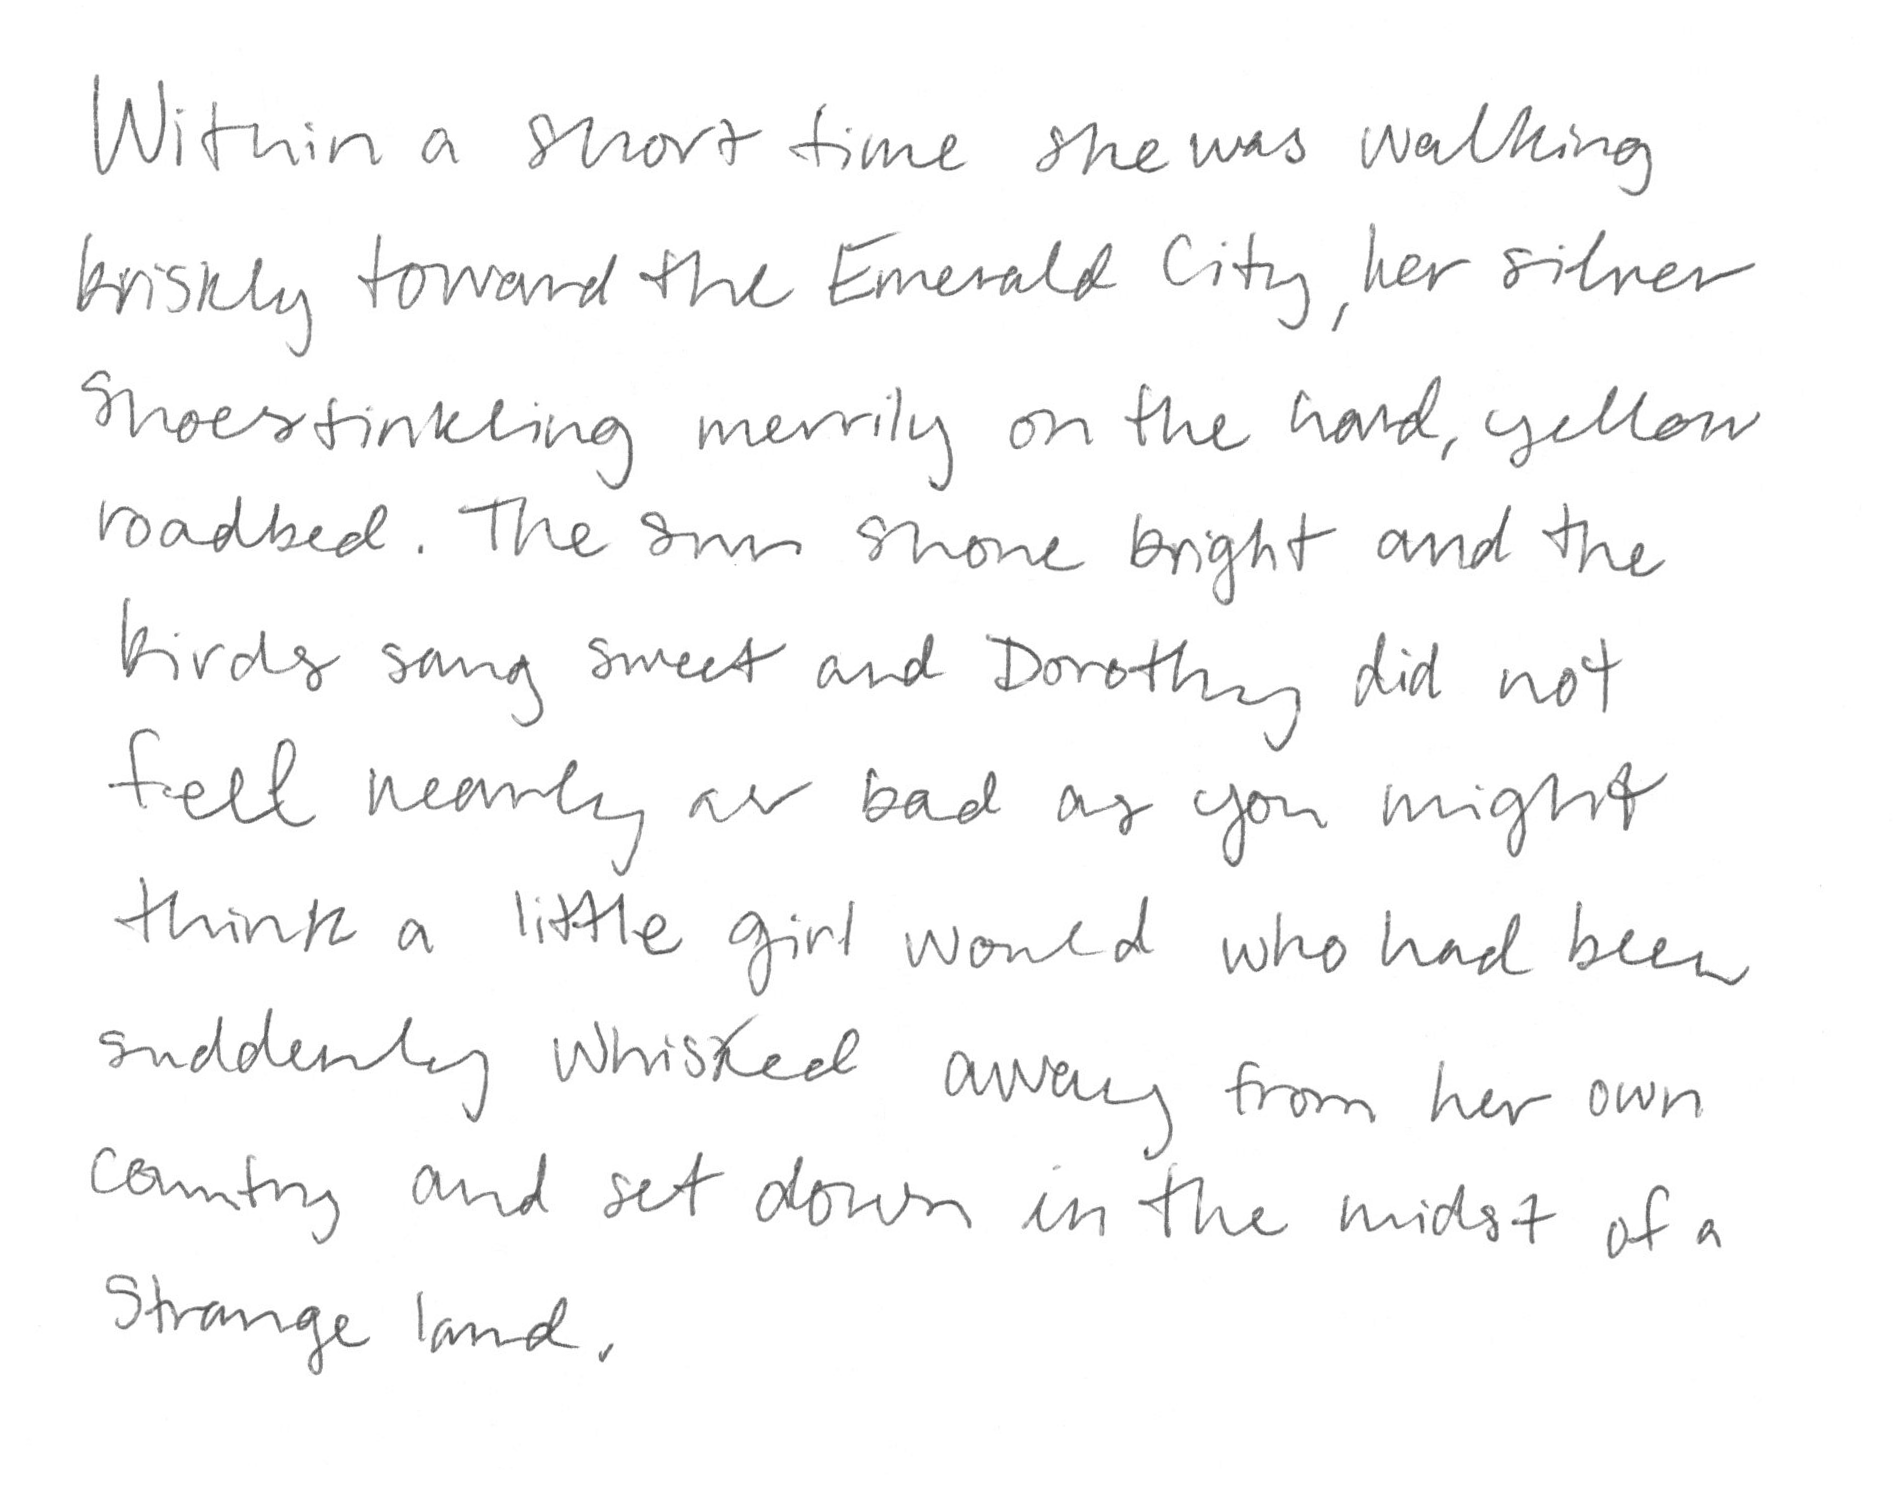 Within a short time she was walking
briskly toward the Emerald City, her silver
shoes tinkling merrily on the hard, yellow
roadbed. The sun shone bright and the
birds sang sweet and Dorothy did not
feel nearly as bad as you might
think a little girl would who had been
suddenly whisked away from her own
country and set down in the midst of a
strange land.